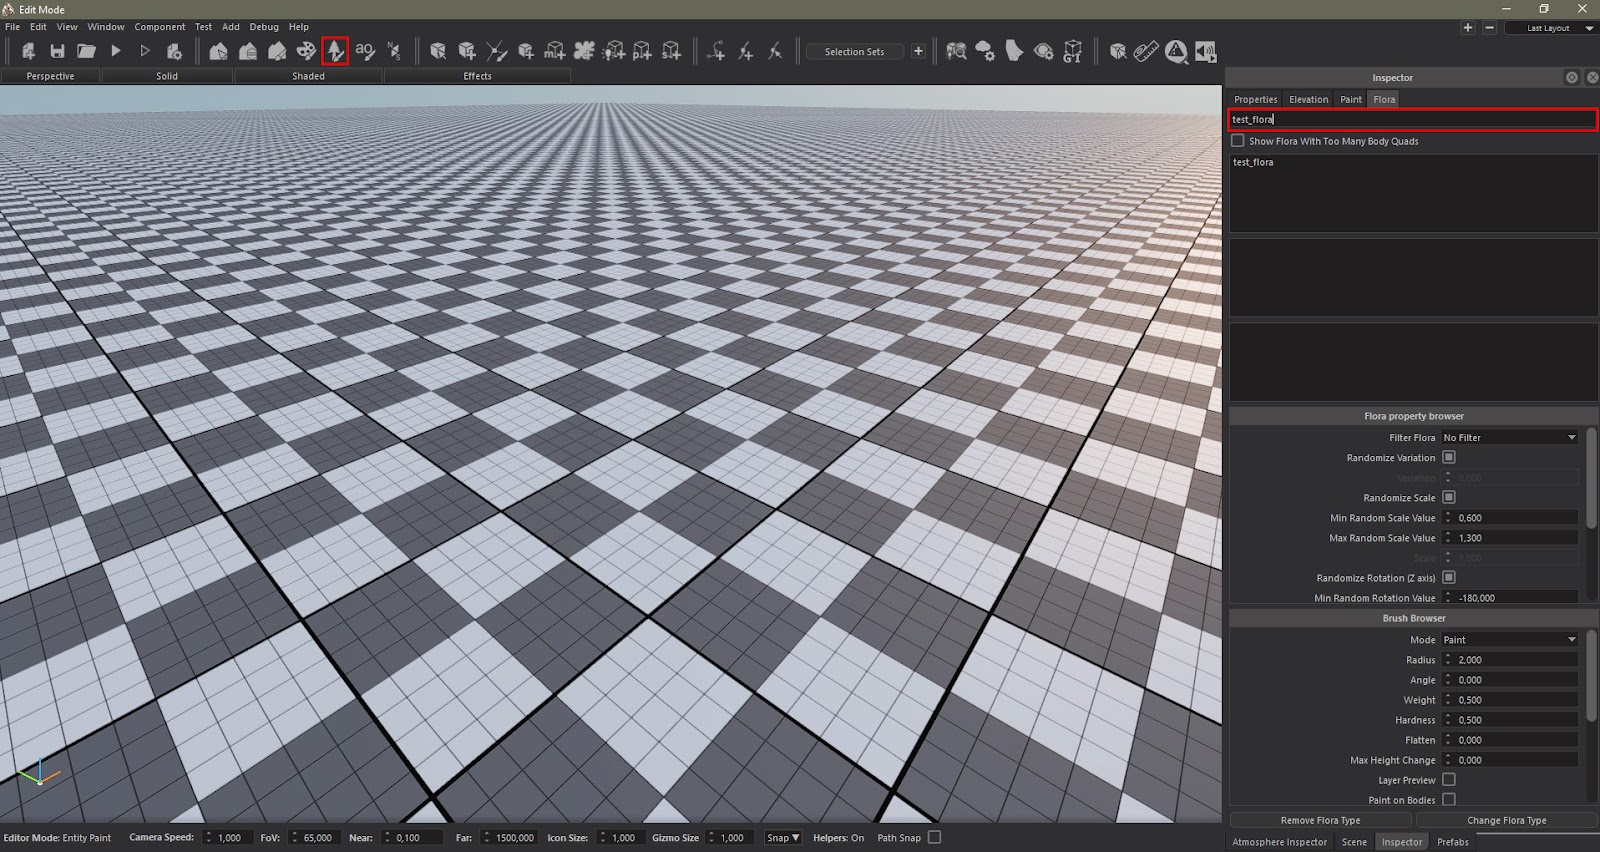 Edit Mode
File Edit View Window Component Test Add Debug Help
Last Layout
ao
N
S
Selection Sets
G-I
Perspective Solid Shaded Effects
Inspector
Properties Elevation Paint Flora
test_flora
Show Flora With Too Many Body Quads
test_flora
Flora property browser
Filter Flora No Filter
Randomize Variation
Variation 0,000
Randomize Scale
Min Random Scale Value 0,600
Max Random Scale Value 1,300
Scale 1,000
Randomize Rotation (Z axis)
Min Random Rotation Value -180,000
Brush Browser
Mode Paint
Radius 2,000
Angle 0,000
Weight 0,500
Hardness 0,500
Flatten 0,000
Max Height Change 0,000
Layer Preview
Paint on Bodies
Remove Flora Type Change Flora Type
Editor Mode: Entity Paint Camera Speed: 1,000 FoV: 65,000 Near: 0,100 Far: 1500,000 Icon Size: 1,000 Gizmo Size 1,000 Snap Helpers: On Path Snap
Atmosphere Inspector Scene Inspector Prefabs